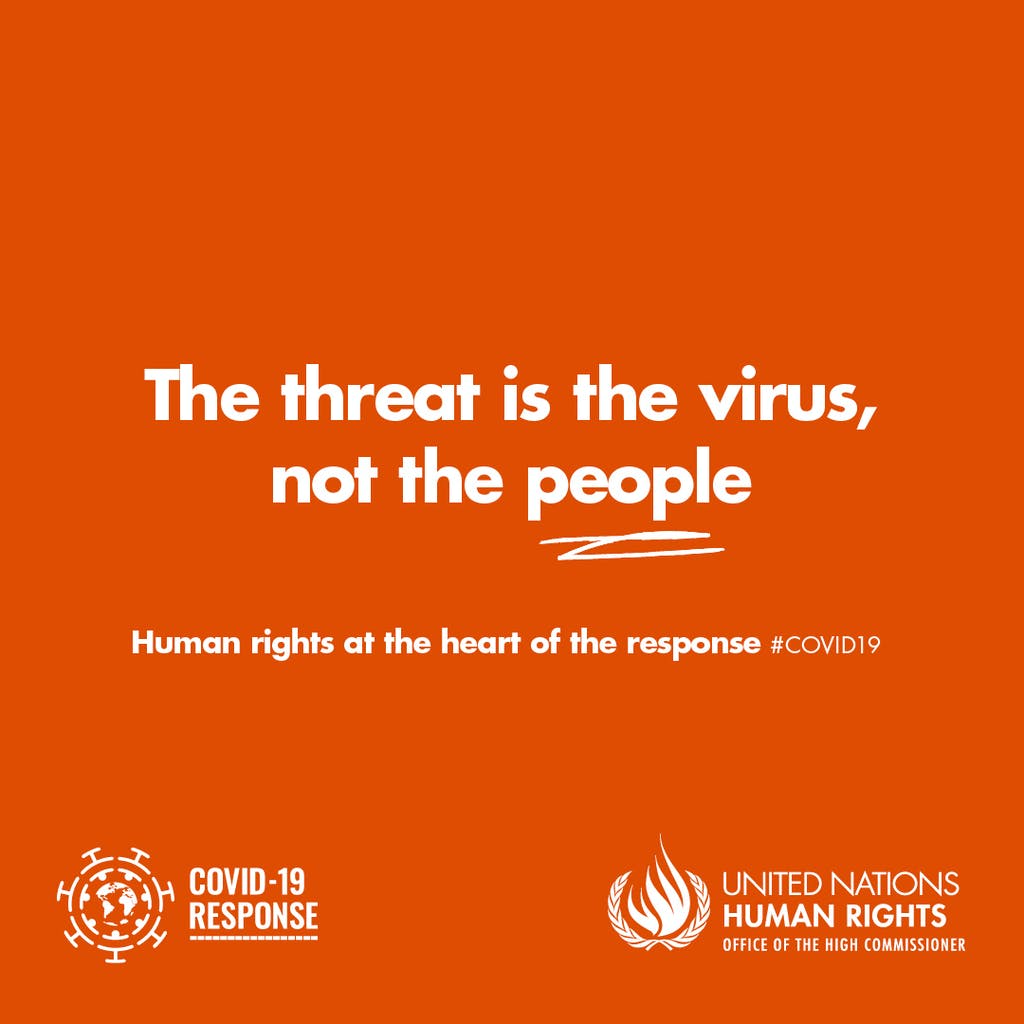 The threat is the virus,
not the people
Human rights at the heart of the response #COVID19
COVID-19
RESPONSE
UNITED NATIONS
HUMAN RIGHTS
OFFICE OF THE HIGH COMMISSIONER